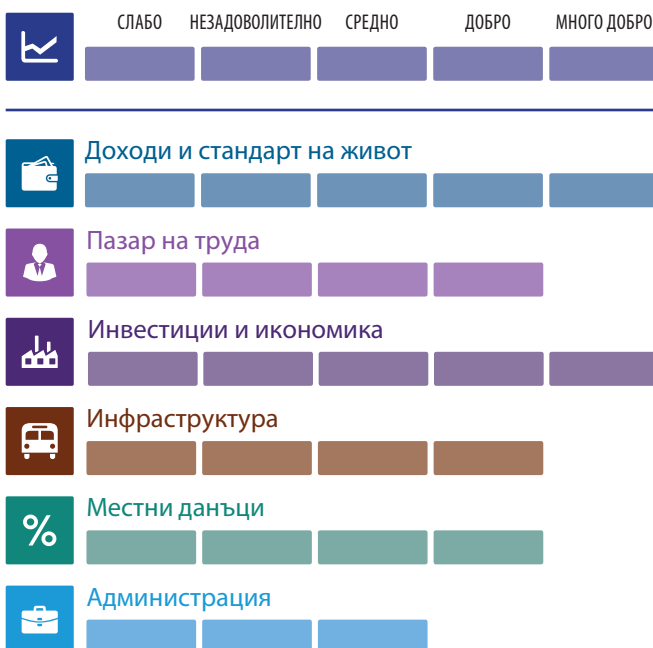 СЛАБО НЕЗАДОВОЛИТЕЛНО СРЕДНО ДОБРО МНОГО ДОБРО
Доходи и стандарт на живот
Пазар на труда
Инвестиции и икономика
Инфраструктура
%
Местни данъци
Администрация